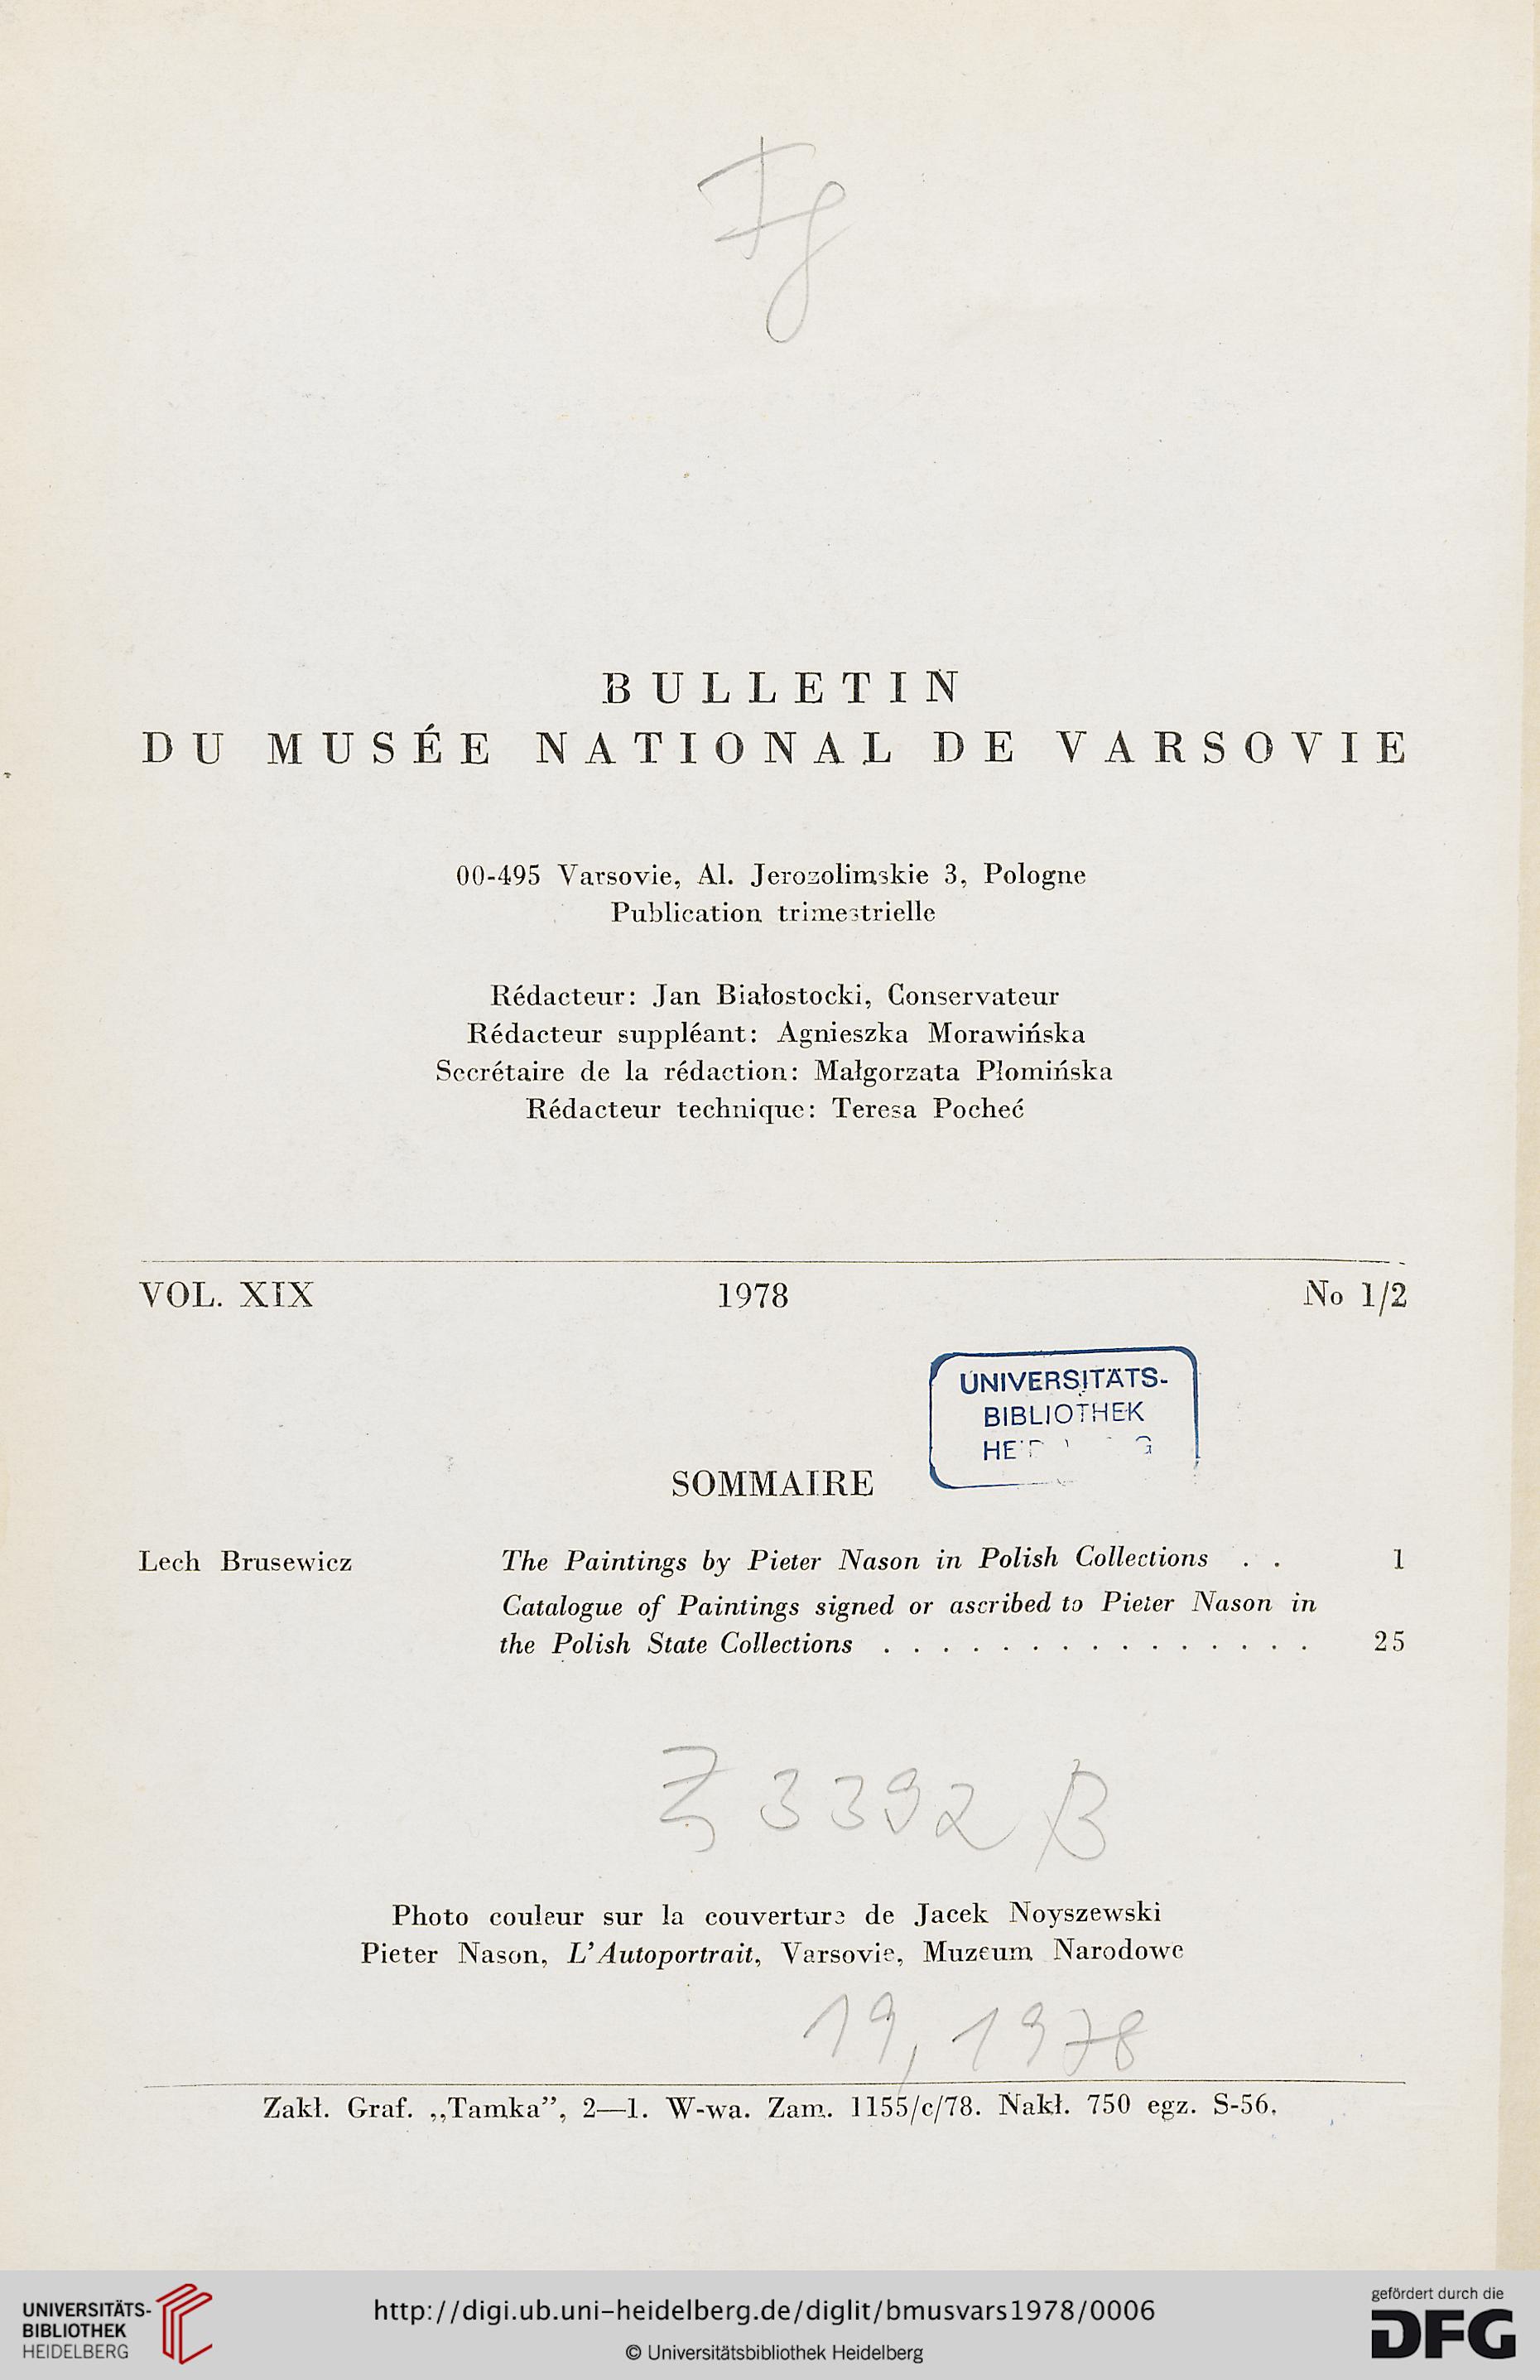 Fg
BULLETIN
DU MUSÉE NATIONAL DE VARSOVIE
00-495 Varsovie, Al. Jerozolimskie 3, Pologne
Publication trimestrielle
Rédacteur: Jan Białostocki, Conservateur
Rédacteur suppléant: Agnieszka Morawińska
Secrétaire de la rédaction: Małgorzata Płomińska
Rédacteur technique: Teresa Pocheć
VOL. XIX 1978 No 1/2
UNIVERSITÄTS-
BIBLIOTHEK
SOMMAIRE
Lech Brusewicz The Paintings by Pieter Nason in Polish Collections . . 1
Catalogue of Paintings signed or ascribed to Pieter Nason in
the Polish State Collections . . . . . . . . . . . . . . . 25
Z 3392 B
Photo couleur sur la couverture de Jacek Noyszewski
Pieter Nason, L'Autoportrait, Varsovie, Muzeum Narodowe
19, 1978
Zakł. Graf. ,,Tamka”, 2—1. W-wa. Zam. 1155/c/78. Nakł. 750 egz. S-56.
UNIVERSITÄTS-
BIBLIOTHEK
HEIDELBERG
http://digi.ub.uni-heidelberg.de/diglit/bmusvars1978/0006
© Universitätsbibliothek Heidelberg
gefördert durch die
DFG